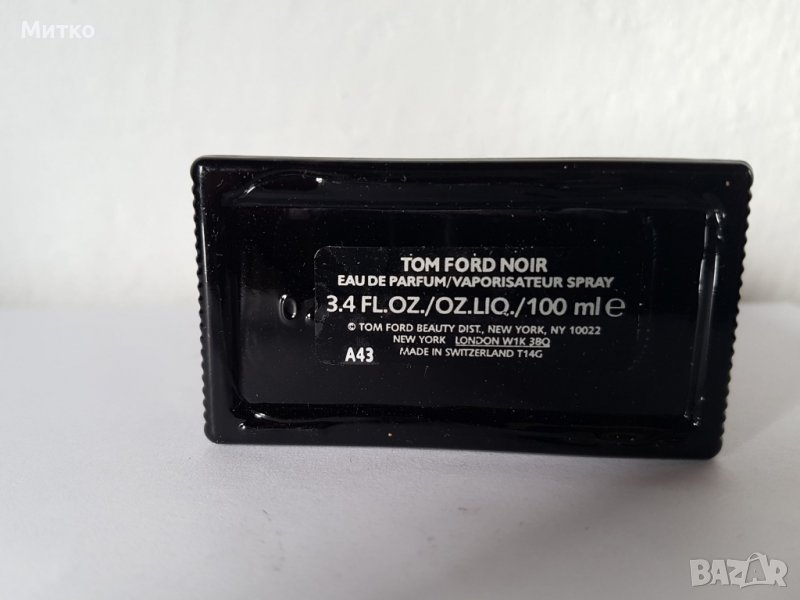 Митко
TOM FORD NOIR
EAU DE PARFUM/VAPORISATEUR SPRAY
3.4 FL.OZ./OZ.LIQ./100 ml ℮
© TOM FORD BEAUTY DIST., NEW YORK, NY 10022
NEW YORK LONDON W1K 3BQ
A43 MADE IN SWITZERLAND T14G
BAZAR